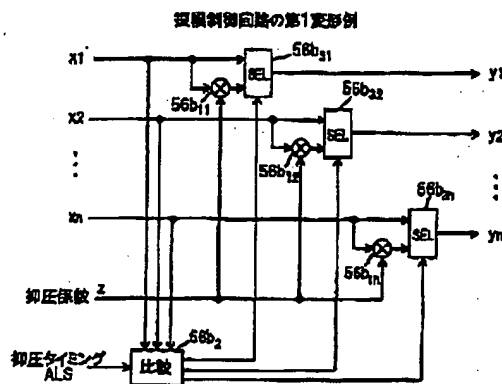 振幅制御回路の第1変形例
x1
56b31
SEL
y1
56b11
56b32
x2
SEL
y2
56b12
56b3n
xn
SEL
yn
56b1n
抑圧係数 z
56b2
抑圧タイミング
ALS
比較